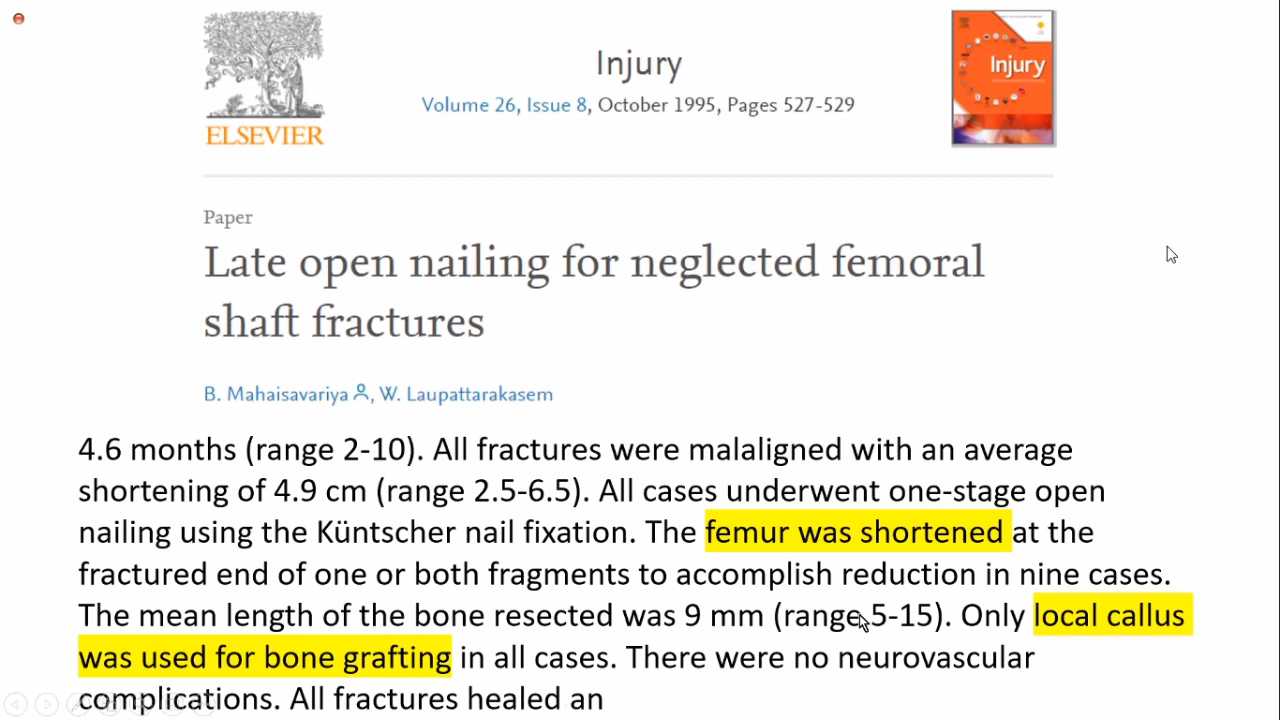 Injury
Volume 26, Issue 8, October 1995, Pages 527-529
ELSEVIER
Injury
Paper
Late open nailing for neglected femoral
shaft fractures
B. Mahaisavariya, W. Laupattarakasem
4.6 months (range 2-10). All fractures were malaligned with an average
shortening of 4.9 cm (range 2.5-6.5). All cases underwent one-stage open
nailing using the Küntscher nail fixation. The femur was shortened at the
fractured end of one or both fragments to accomplish reduction in nine cases.
The mean length of the bone resected was 9 mm (range 5-15). Only local callus
was used for bone grafting in all cases. There were no neurovascular
complications. All fractures healed an